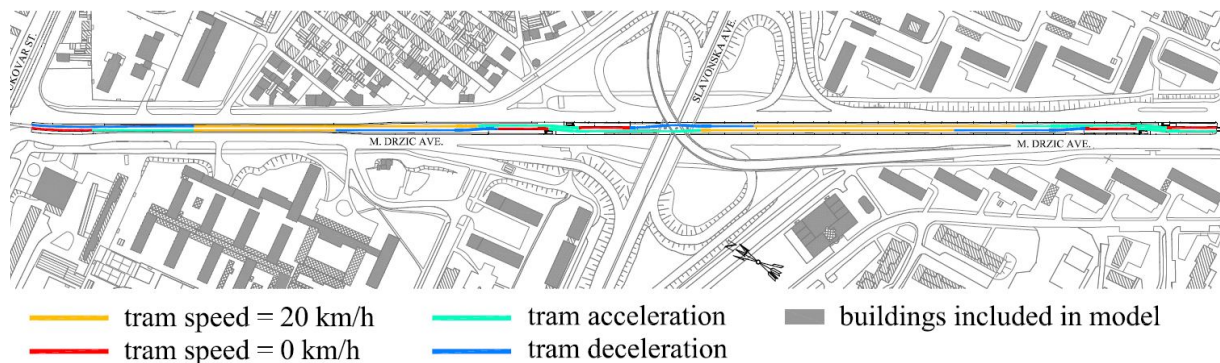 UKOVAR ST.
SLAVONSKA AVE.
M. DRZIC AVE.
M. DRZIC AVE.
tram speed = 20 km/h
tram acceleration
buildings included in model
tram speed = 0 km/h
tram deceleration